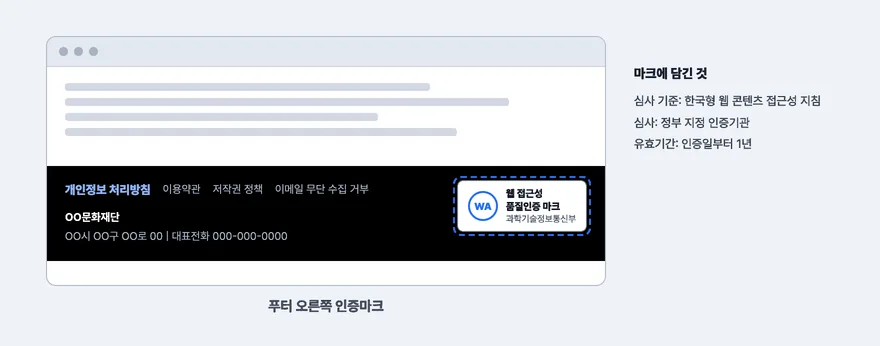 개인정보 처리방침 이용약관 저작권 정책 이메일 무단 수집 거부
OO문화재단
OO시 OO구 OO로 00 | 대표전화 000-000-0000
WA
웹 접근성
품질인증 마크
과학기술정보통신부
푸터 오른쪽 인증마크
마크에 담긴 것
심사 기준: 한국형 웹 콘텐츠 접근성 지침
심사: 정부 지정 인증기관
유효기간: 인증일부터 1년